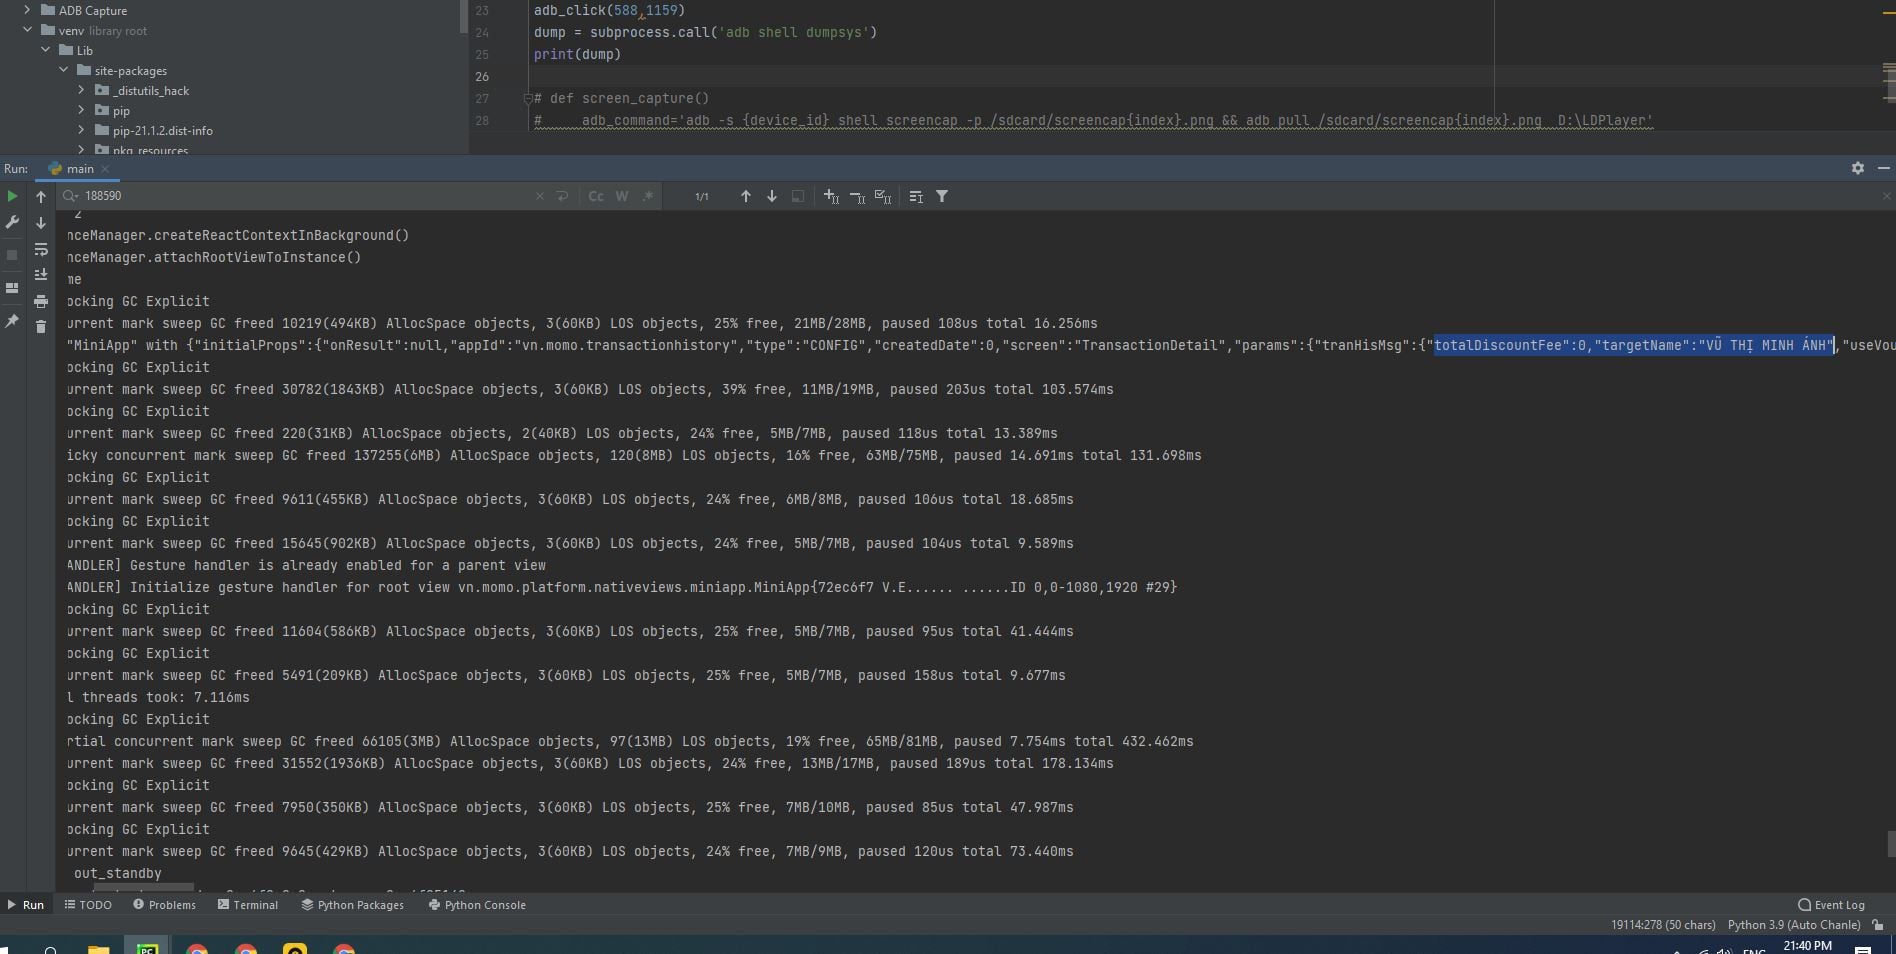 ADB Capture
venv library root
Lib
site-packages
_distutils_hack
pip
pip-21.1.2.dist-info
pkg_resources
23 adb_click(588,1159)
24 dump = subprocess.call('adb shell dumpsys')
25 print(dump)
26
27 # def screen_capture()
28 #     adb_command='adb -s {device_id} shell screencap -p /sdcard/screencap{index}.png && adb pull /sdcard/screencap{index}.png  D:\LDPlayer'
Run: main
188590 Cc W .* 1/1
2
nceManager.createReactContextInBackground()
nceManager.attachRootViewToInstance()
me
ocking GC Explicit
urrent mark sweep GC freed 10219(494KB) AllocSpace objects, 3(60KB) LOS objects, 25% free, 21MB/28MB, paused 108us total 16.256ms
"MiniApp" with {"initialProps":{"onResult":null,"appId":"vn.momo.transactionhistory","type":"CONFIG","createdDate":0,"screen":"TransactionDetail","params":{"tranHisMsg":{"totalDiscountFee":0,"targetName":"VŨ THỊ MINH ÁNH","useVou
ocking GC Explicit
urrent mark sweep GC freed 30782(1843KB) AllocSpace objects, 3(60KB) LOS objects, 39% free, 11MB/19MB, paused 203us total 103.574ms
ocking GC Explicit
urrent mark sweep GC freed 220(31KB) AllocSpace objects, 2(40KB) LOS objects, 24% free, 5MB/7MB, paused 118us total 13.389ms
icky concurrent mark sweep GC freed 137255(6MB) AllocSpace objects, 120(8MB) LOS objects, 16% free, 63MB/75MB, paused 14.691ms total 131.698ms
ocking GC Explicit
urrent mark sweep GC freed 9611(455KB) AllocSpace objects, 3(60KB) LOS objects, 24% free, 6MB/8MB, paused 106us total 18.685ms
ocking GC Explicit
urrent mark sweep GC freed 15645(902KB) AllocSpace objects, 3(60KB) LOS objects, 24% free, 5MB/7MB, paused 104us total 9.589ms
ANDLER] Gesture handler is already enabled for a parent view
ANDLER] Initialize gesture handler for root view vn.momo.platform.nativeviews.miniapp.MiniApp{72ec6f7 V.E...... ......ID 0,0-1080,1920 #29}
ocking GC Explicit
urrent mark sweep GC freed 11604(586KB) AllocSpace objects, 3(60KB) LOS objects, 25% free, 5MB/7MB, paused 95us total 41.444ms
ocking GC Explicit
urrent mark sweep GC freed 5491(209KB) AllocSpace objects, 3(60KB) LOS objects, 25% free, 5MB/7MB, paused 158us total 9.677ms
l threads took: 7.116ms
ocking GC Explicit
rtial concurrent mark sweep GC freed 66105(3MB) AllocSpace objects, 97(13MB) LOS objects, 19% free, 65MB/81MB, paused 7.754ms total 432.462ms
urrent mark sweep GC freed 31552(1936KB) AllocSpace objects, 3(60KB) LOS objects, 24% free, 13MB/17MB, paused 189us total 178.134ms
ocking GC Explicit
urrent mark sweep GC freed 7950(350KB) AllocSpace objects, 3(60KB) LOS objects, 25% free, 7MB/10MB, paused 85us total 47.987ms
ocking GC Explicit
urrent mark sweep GC freed 9645(429KB) AllocSpace objects, 3(60KB) LOS objects, 24% free, 7MB/9MB, paused 120us total 73.440ms
out_standby
Run TODO Problems Terminal Python Packages Python Console Event Log
19114:278 (50 chars) Python 3.9 (Auto Chanle)
PC ENG 21:40 PM